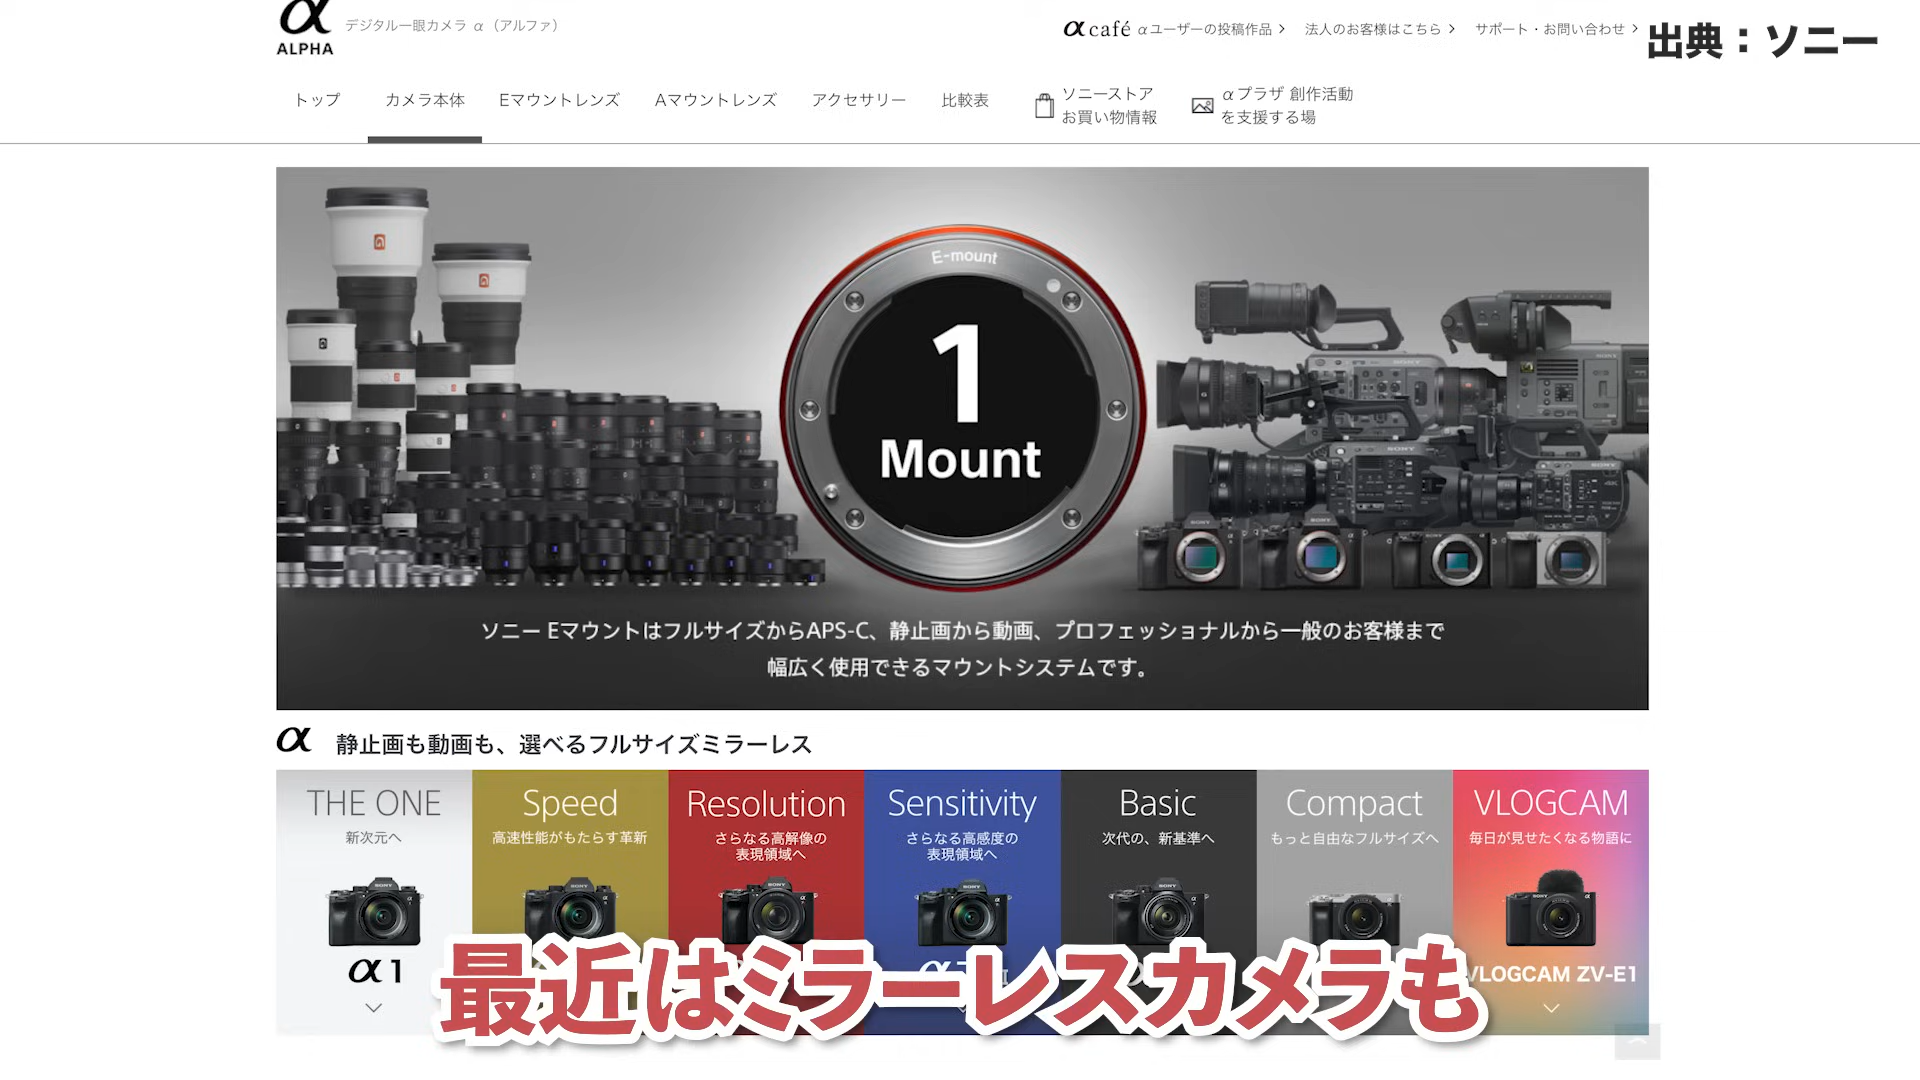 α
ALPHA
デジタル一眼カメラ α（アルファ）
αcafé αユーザーの投稿作品
法人のお客様はこちら
サポート・お問い合わせ
出典：ソニー
トップ
カメラ本体
Eマウントレンズ
Aマウントレンズ
アクセサリー
比較表
ソニーストア
お買い物情報
αプラザ 創作活動
を支援する場
E-mount
1
Mount
ソニー EマウントはフルサイズからAPS-C、静止画から動画、プロフェッショナルから一般のお客様まで
幅広く使用できるマウントシステムです。
α 静止画も動画も、選べるフルサイズミラーレス
THE ONE
新次元へ
α1
Speed
高速性能がもたらす革新
Resolution
さらなる高解像の
表現領域へ
Sensitivity
さらなる高感度の
表現領域へ
Basic
次代の、新基準へ
Compact
もっと自由なフルサイズへ
VLOGCAM
毎日が見せたくなる物語に
VLOGCAM ZV-E1
最近はミラーレスカメラも